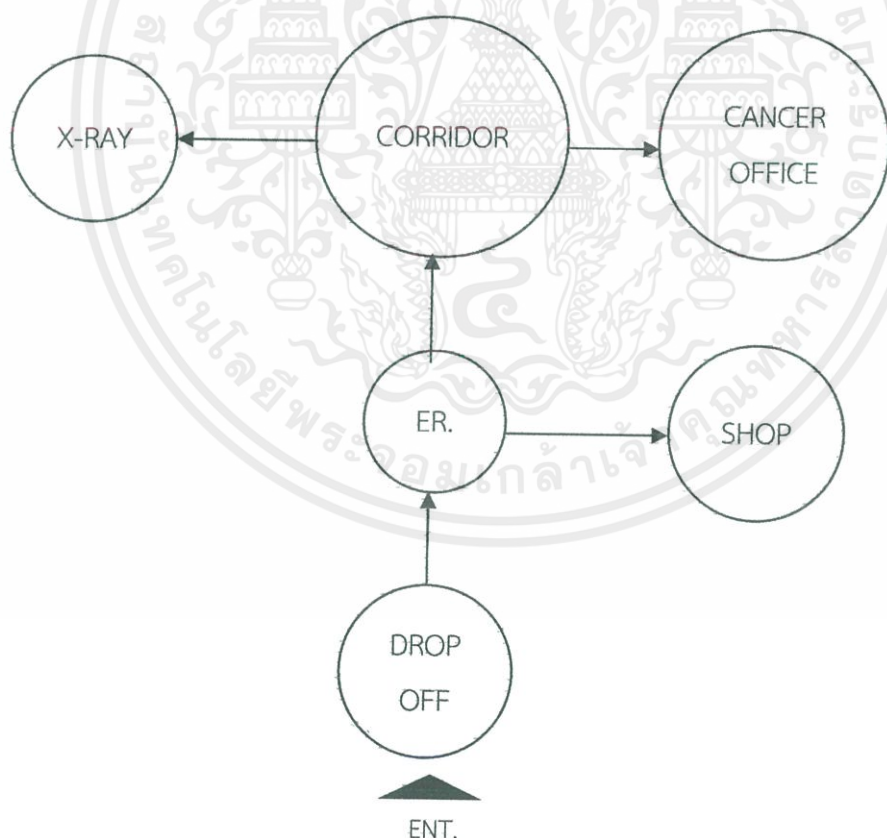 X-RAY
CORRIDOR
CANCER
OFFICE
ER.
SHOP
DROP
OFF
ENT.